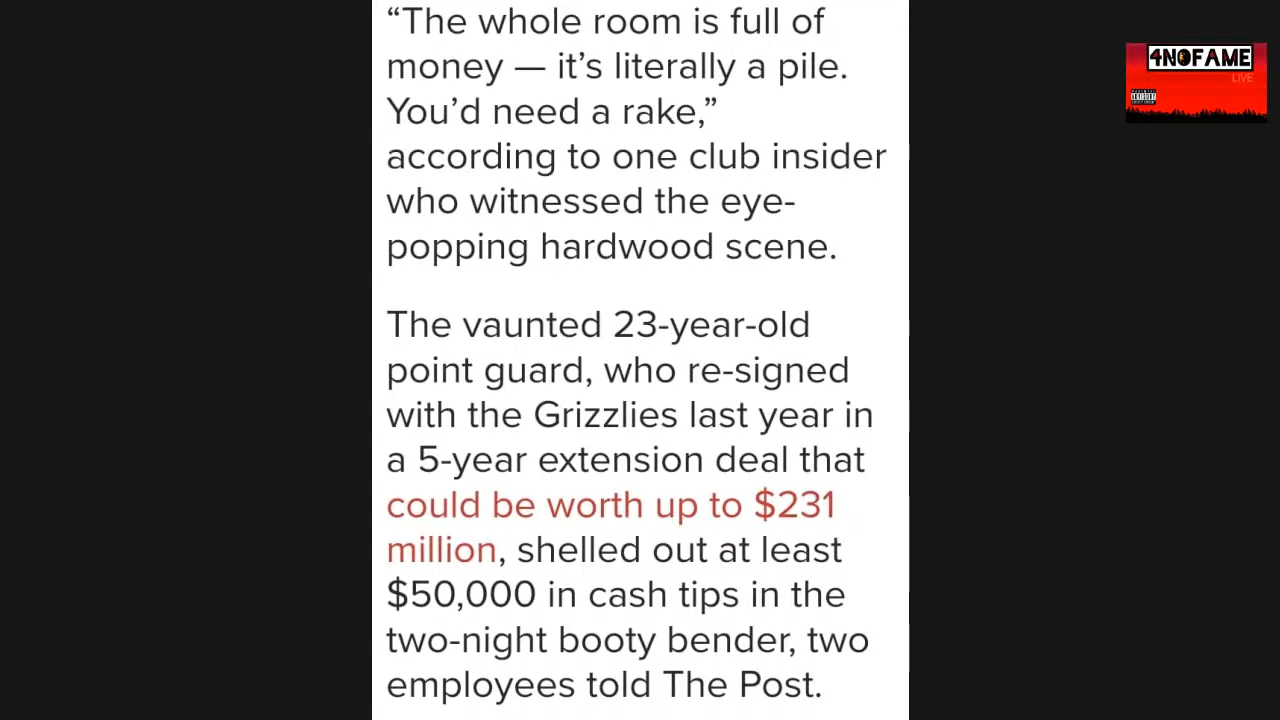 “The whole room is full of
money — it’s literally a pile.
You’d need a rake,”
according to one club insider
who witnessed the eye-
popping hardwood scene.
The vaunted 23-year-old
point guard, who re-signed
with the Grizzlies last year in
a 5-year extension deal that
could be worth up to $231
million, shelled out at least
$50,000 in cash tips in the
two-night booty bender, two
employees told The Post.
4NOFAME
LIVE